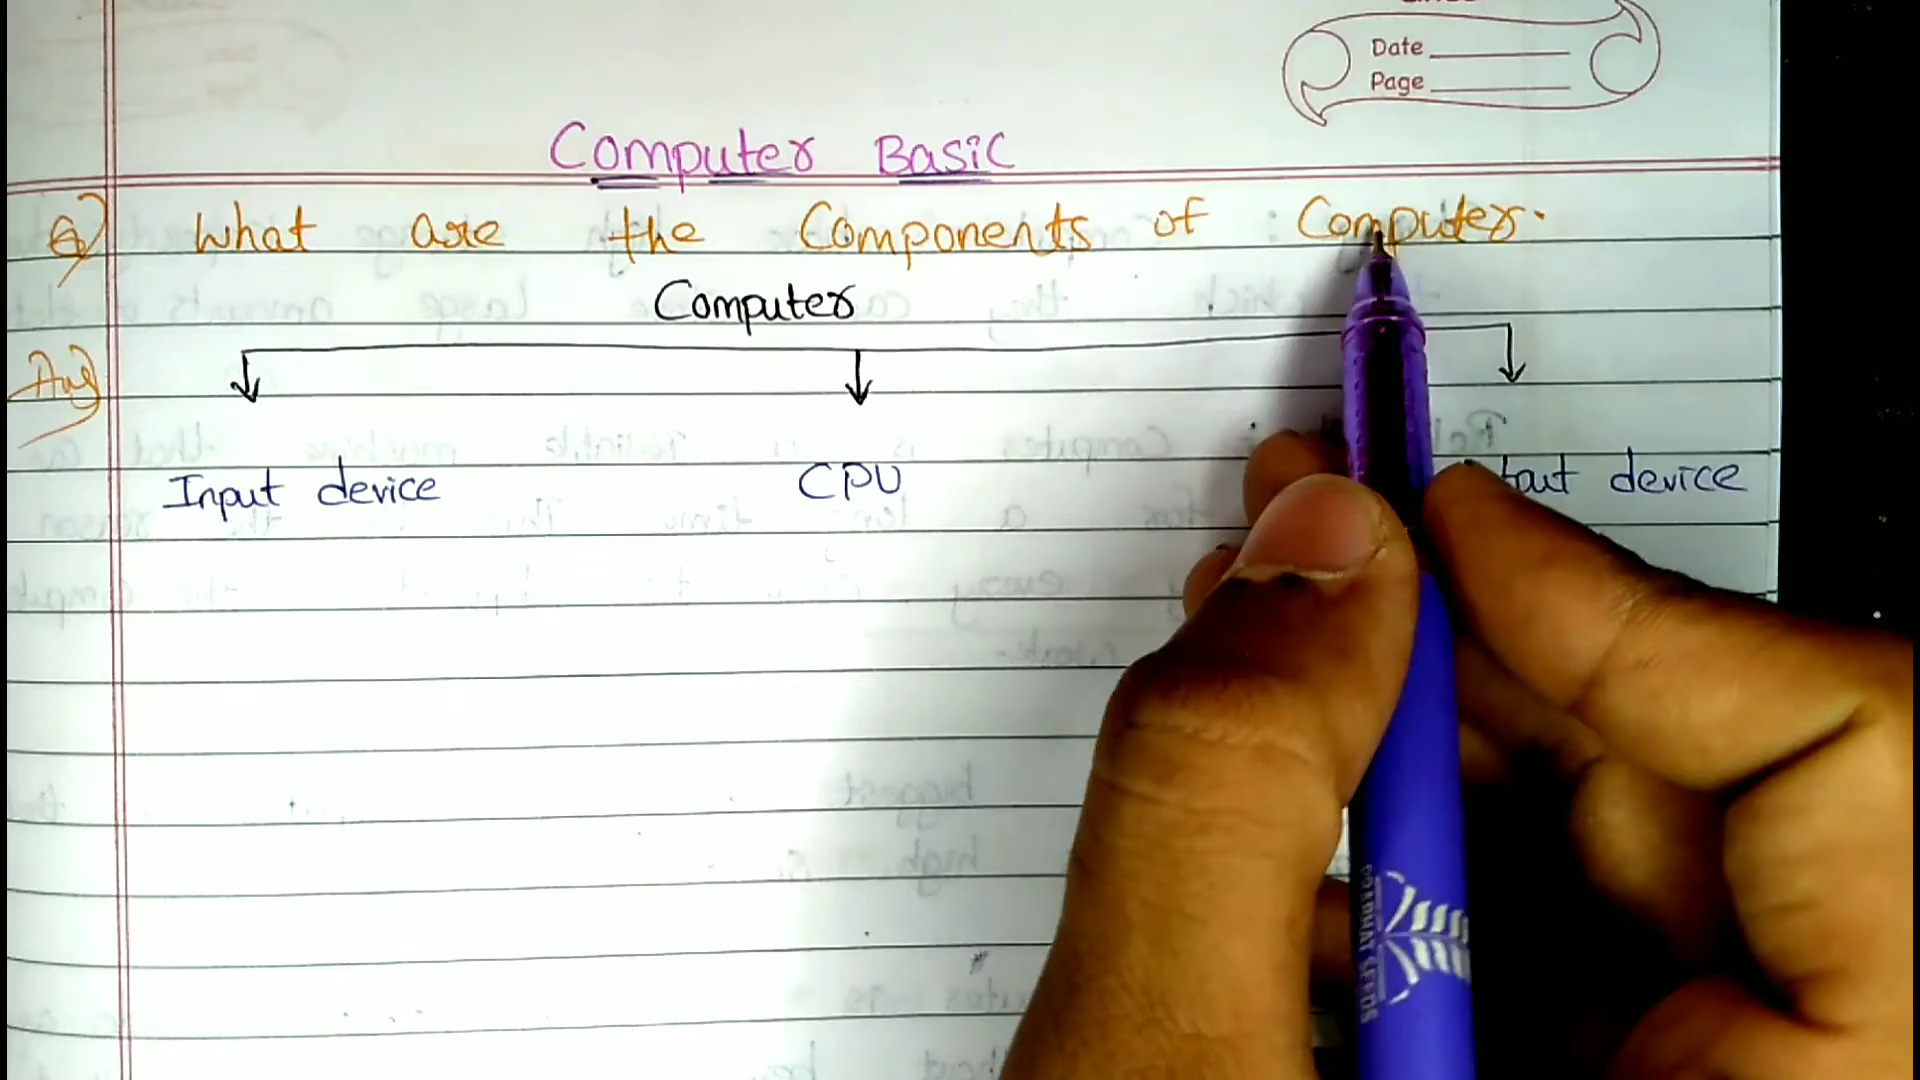 Date
Page
Computer Basic
Q) What are the Components of Computer.
Computer
Ans)
Input device CPU device